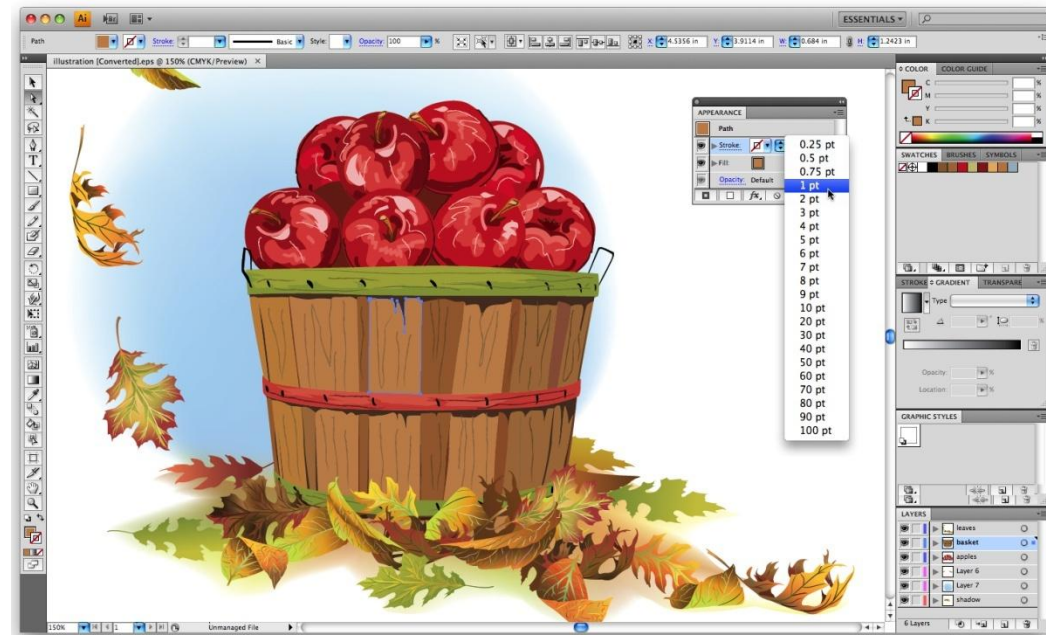 Ai
Br
ESSENTIALS
Path
Stroke:
Basic
Style:
Opacity: 100 %
X: 4.5356 in
Y: 3.9114 in
W: 0.684 in
H: 1.2423 in
illustration [Converted].eps @ 150% (CMYK/Preview) ×
T
APPEARANCE
Path
Stroke:
Fill:
Opacity: Default
fx
0.25 pt
0.5 pt
0.75 pt
1 pt
2 pt
3 pt
4 pt
5 pt
6 pt
7 pt
8 pt
9 pt
10 pt
20 pt
30 pt
40 pt
50 pt
60 pt
70 pt
80 pt
90 pt
100 pt
COLOR
COLOR GUIDE
C %
M %
Y %
K %
SWATCHES
BRUSHES
SYMBOLS
STROKE
GRADIENT
TRANSPARE
Type:
Opacity: %
Location: %
GRAPHIC STYLES
LAYERS
leaves
basket
apples
Layer 6
Layer 7
shadow
6 Layers
150%
1
Unmanaged File